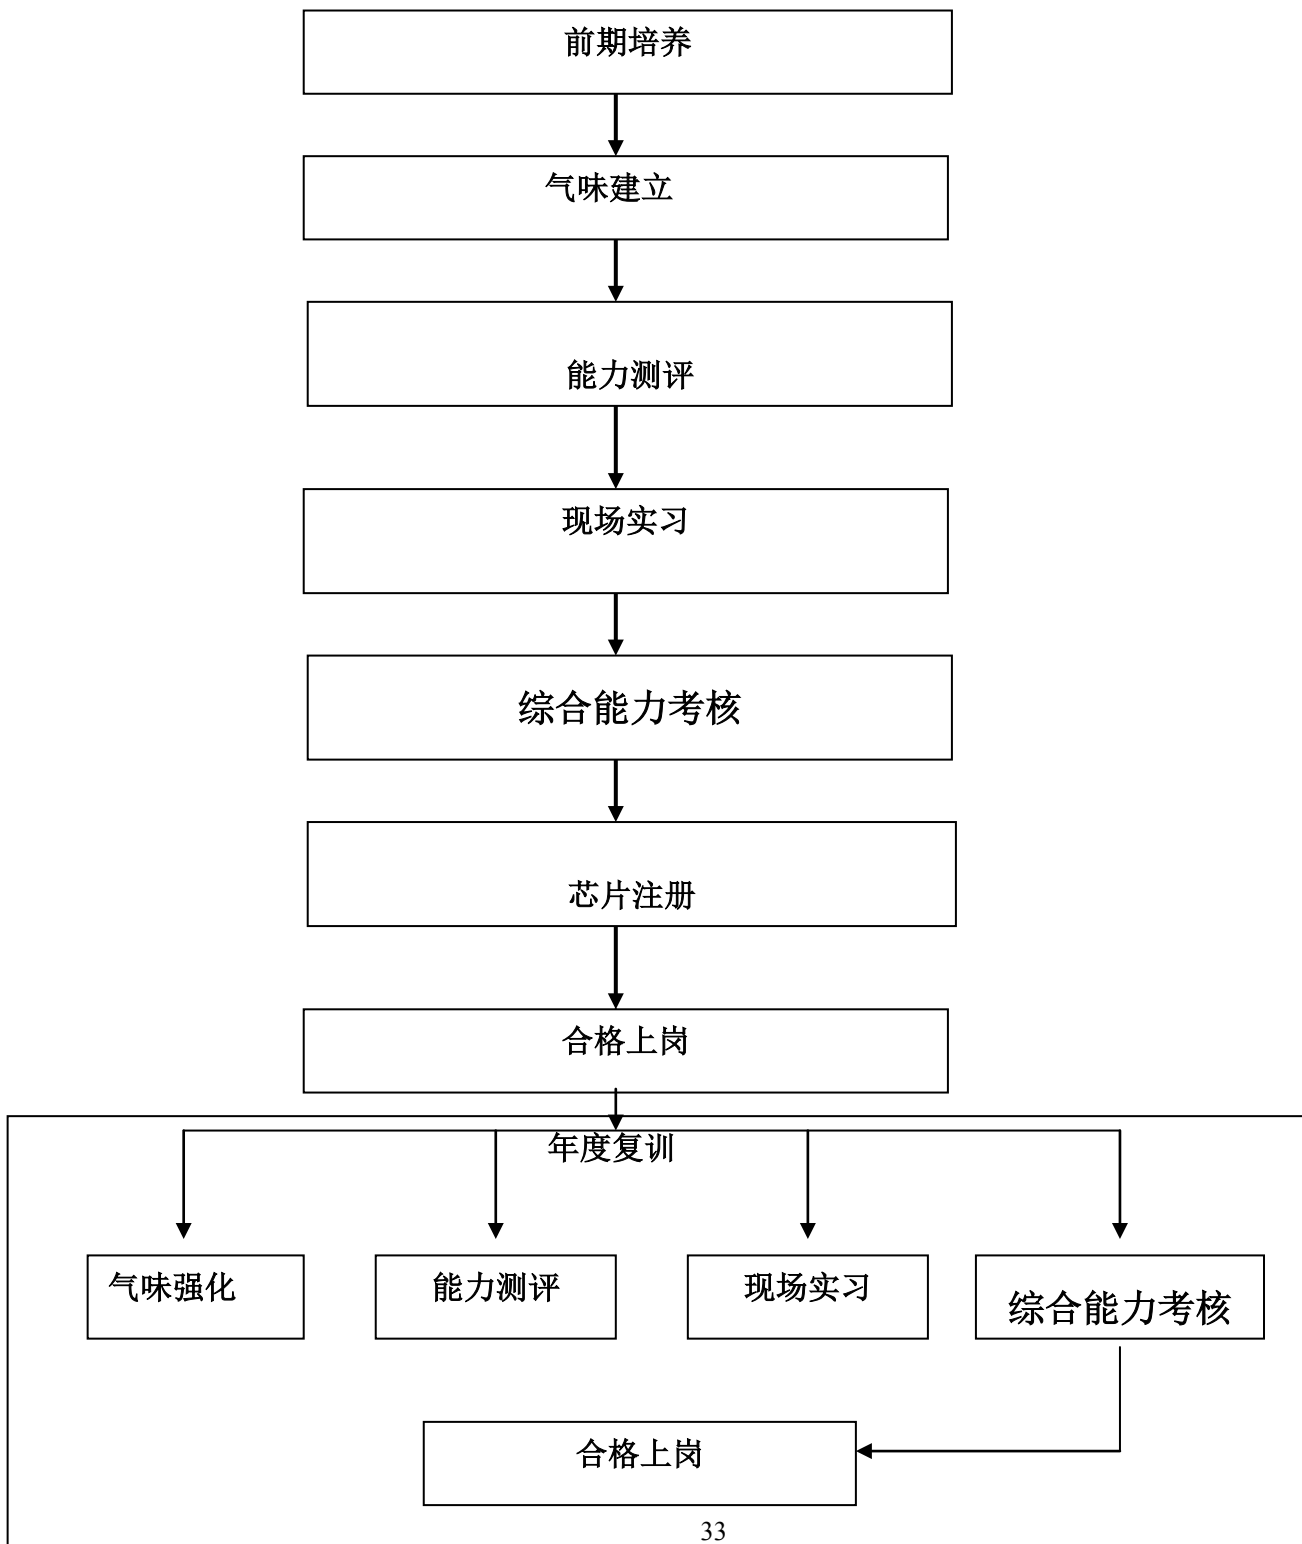 前期培养
气味建立
能力测评
现场实习
综合能力考核
芯片注册
合格上岗
年度复训
气味强化
能力测评
现场实习
综合能力考核
合格上岗
33